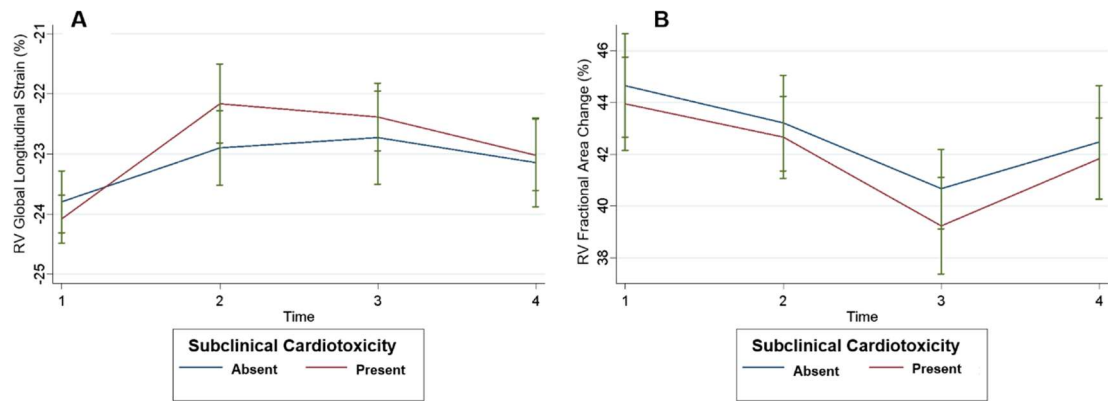 A
RV Global Longitudinal Strain (%)
-21
-22
-23
-24
-25
1 2 3 4
Time
Subclinical Cardiotoxicity
Absent Present
B
RV Fractional Area Change (%)
46
44
42
40
38
1 2 3 4
Time
Subclinical Cardiotoxicity
Absent Present